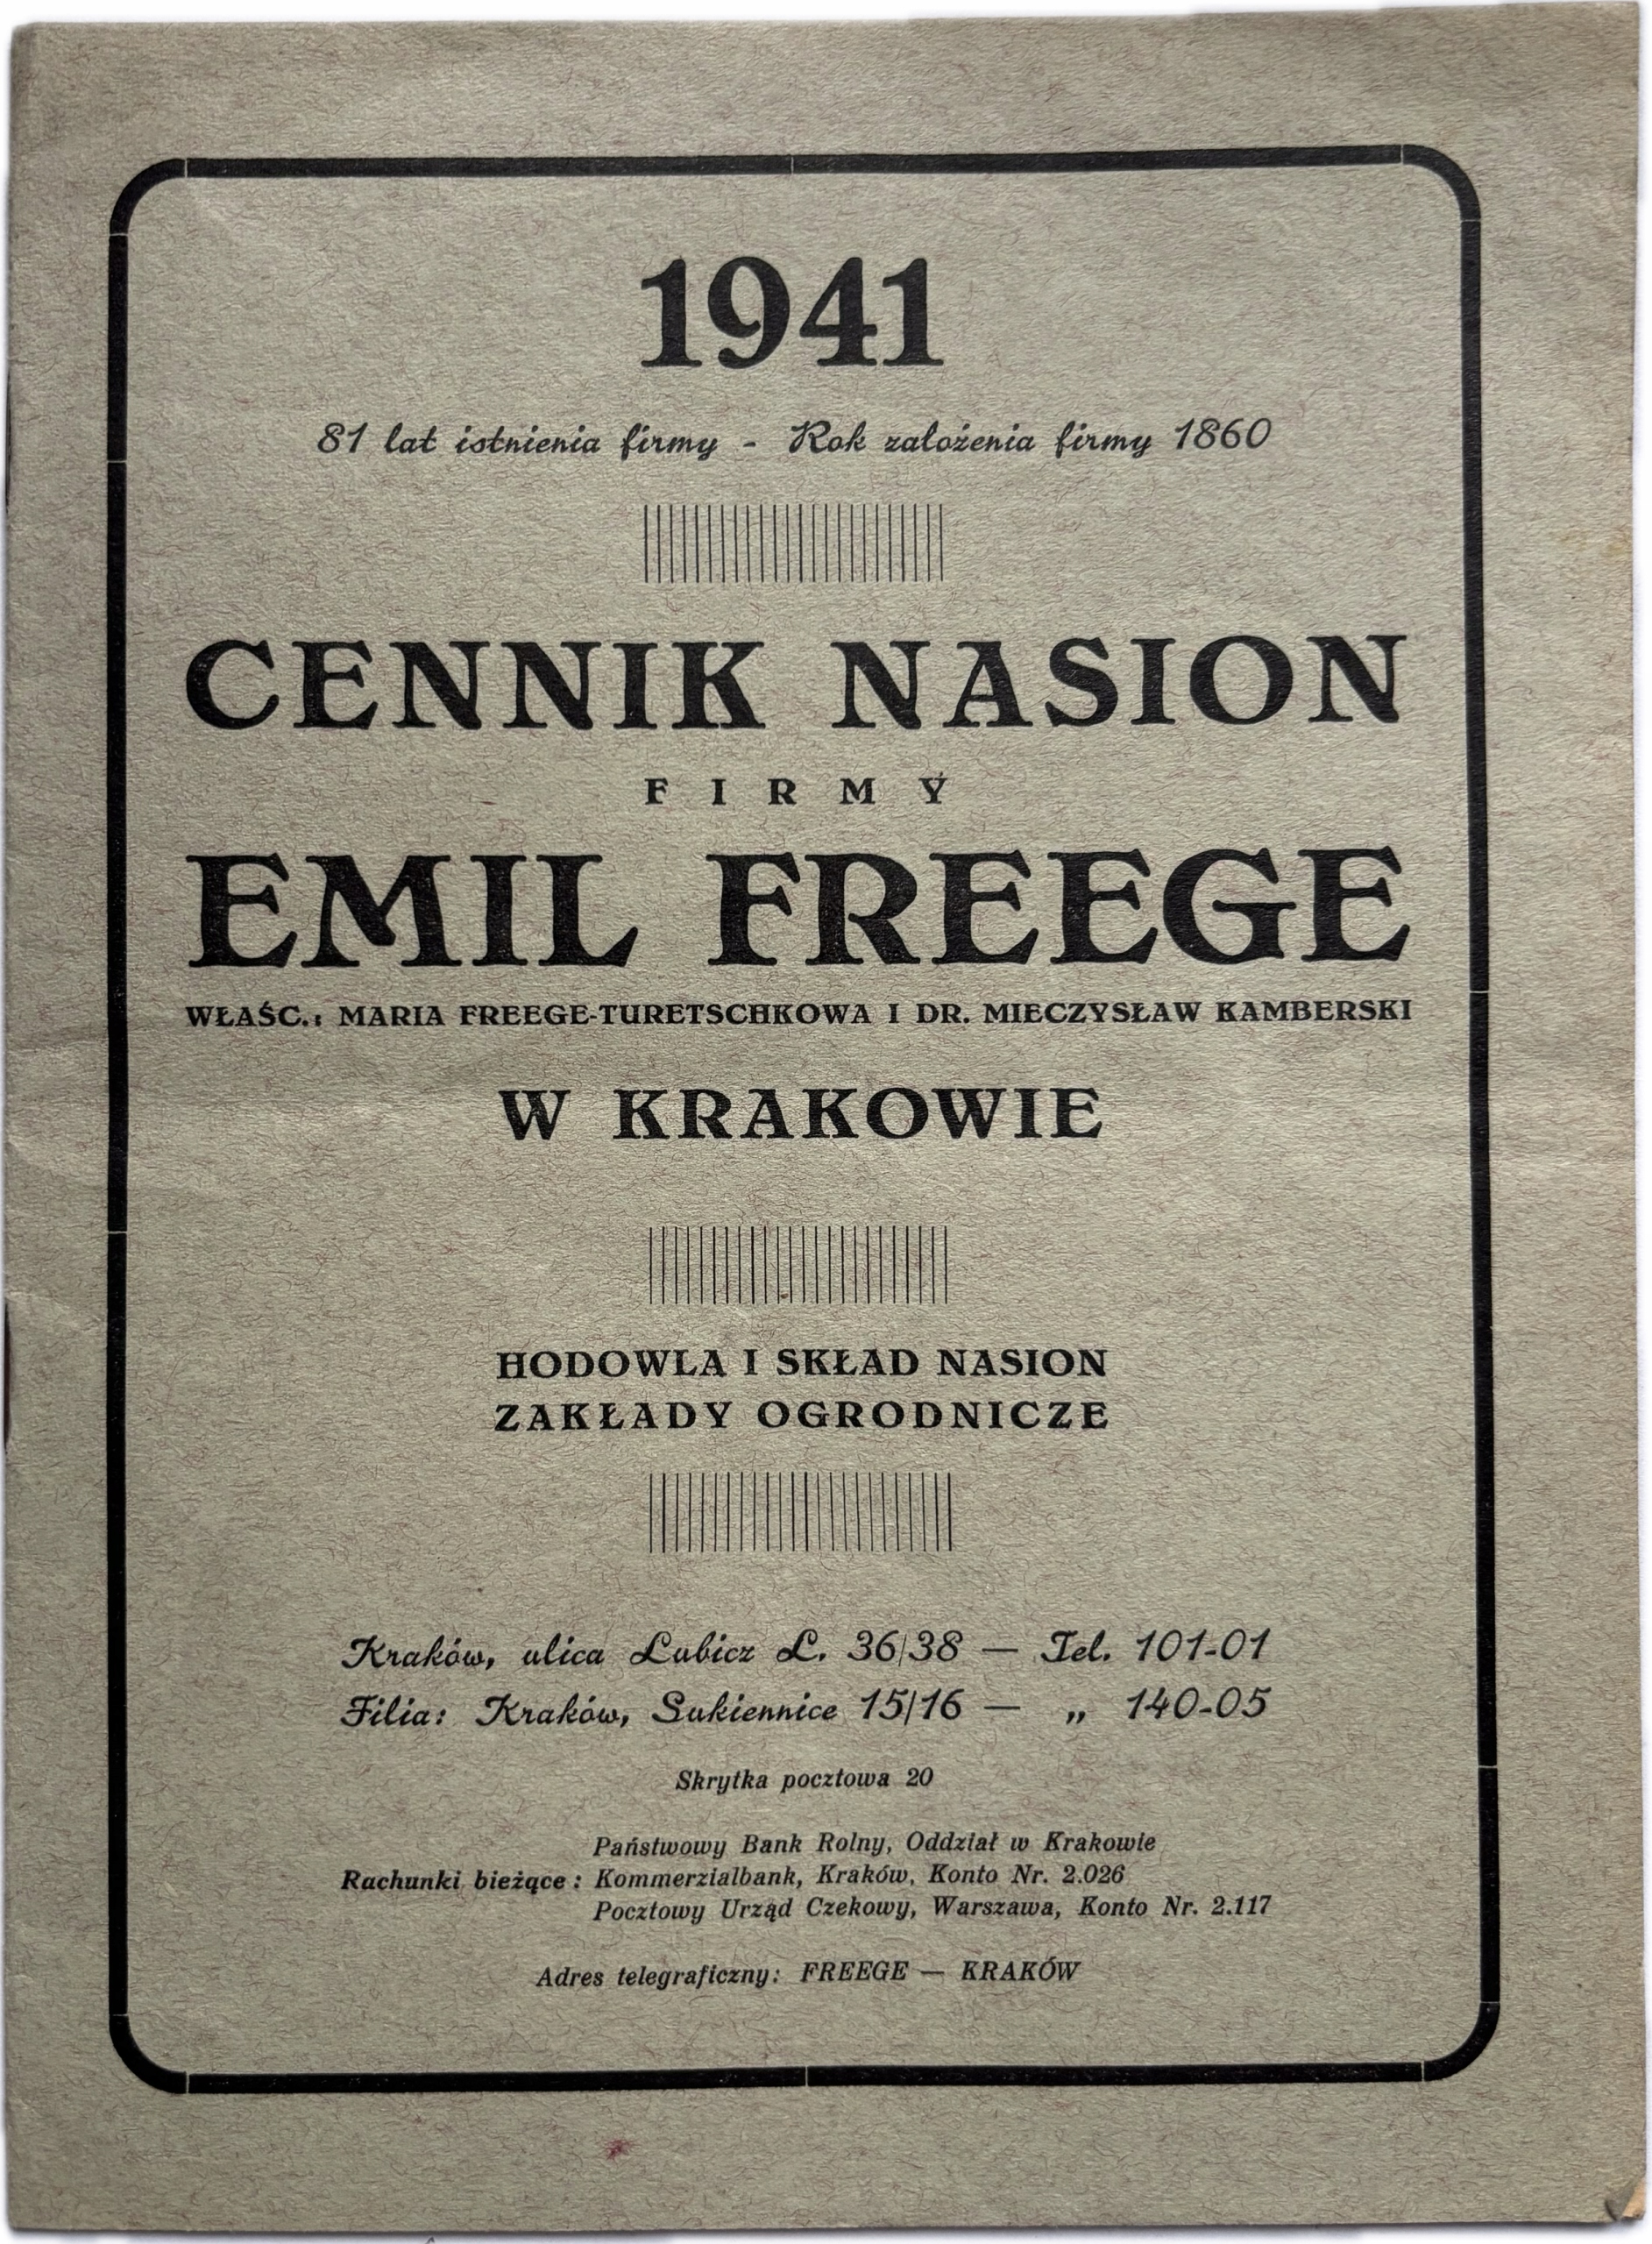 1941
81 lat istnienia firmy - Rok założenia firmy 1860
CENNIK NASION
FIRMY
EMIL FREEGE
WŁAŚC.: MARIA FREEGE-TURETSCHKOWA I DR. MIECZYSŁAW KAMBERSKI
W KRAKOWIE
HODOWLA I SKŁAD NASION
ZAKŁADY OGRODNICZE
Kraków, ulica Lubicz L. 36/38 — Tel. 101-01
Filia: Kraków, Sukiennice 15/16 — „ 140-05
Skrytka pocztowa 20
Państwowy Bank Rolny, Oddział w Krakowie
Rachunki bieżące: Kommerzialbank, Kraków, Konto Nr. 2.026
Pocztowy Urząd Czekowy, Warszawa, Konto Nr. 2.117
Adres telegraficzny: FREEGE — KRAKÓW